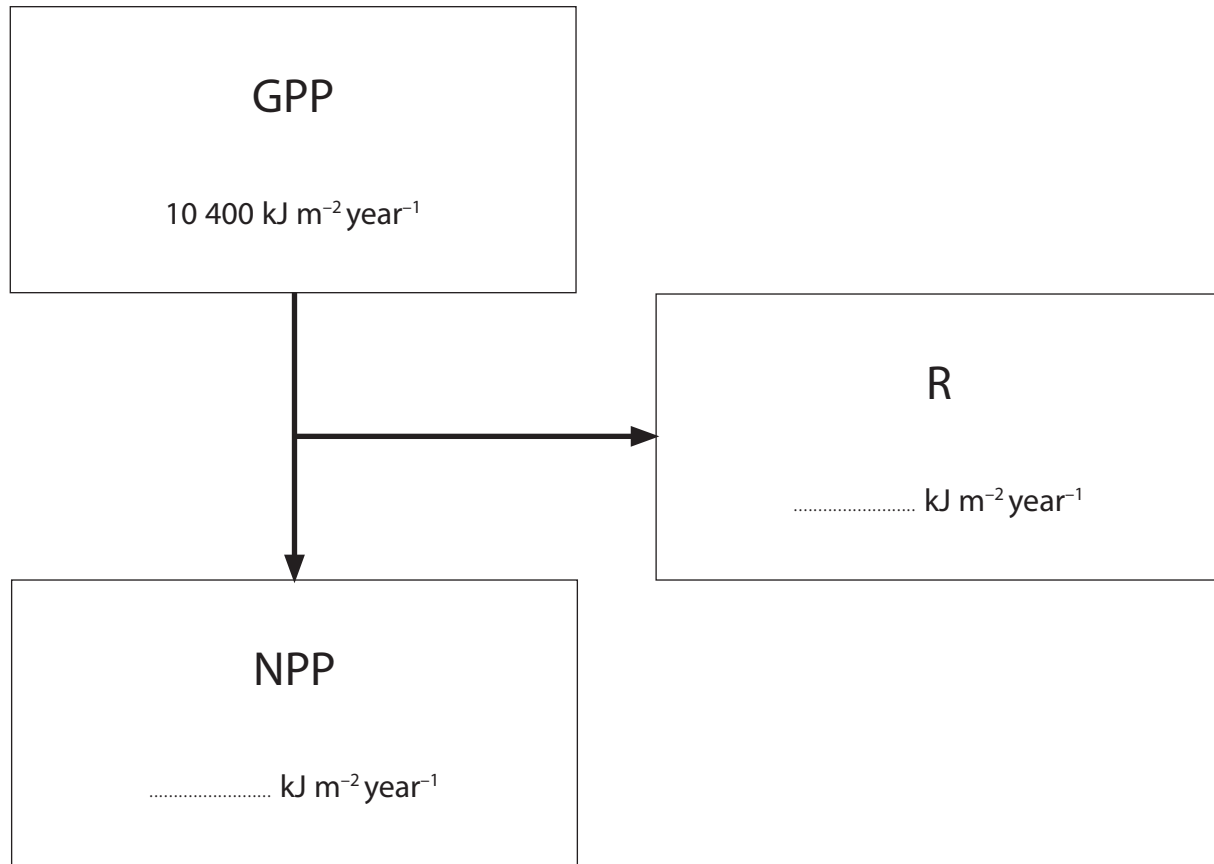 GPP
10 400 kJ m⁻² year⁻¹
R
........................ kJ m⁻² year⁻¹
NPP
........................ kJ m⁻² year⁻¹